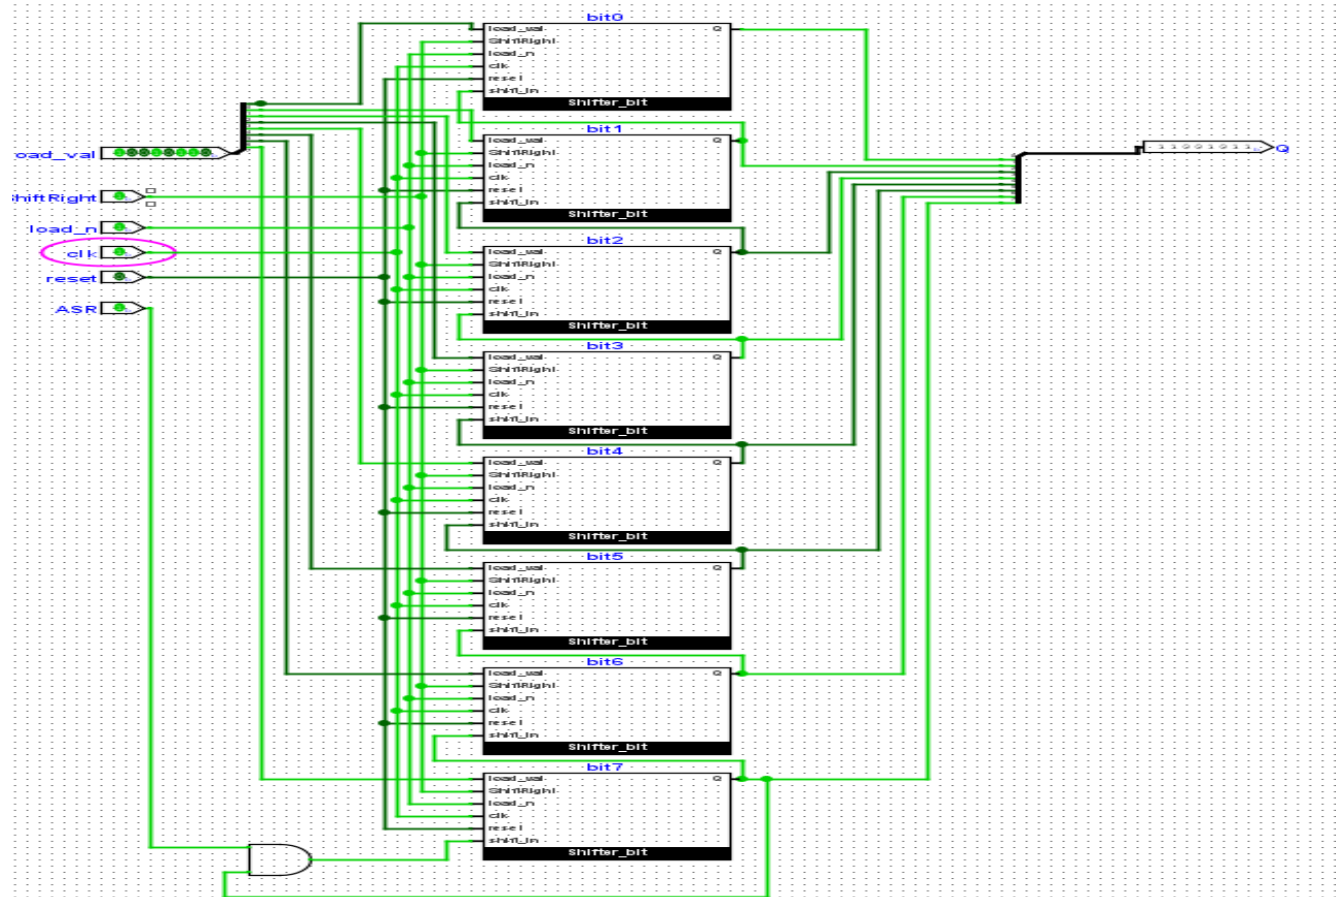 bit0
load_val Q
ShiftRight
load_n
clk
reset
shift_in
Shifter_bit
bit1
load_val Q
ShiftRight
load_n
clk
reset
shift_in
Shifter_bit
oad_val
Q
ShiftRight
load_n
clk
reset
ASR
bit2
load_val Q
ShiftRight
load_n
clk
reset
shift_in
Shifter_bit
bit3
load_val Q
ShiftRight
load_n
clk
reset
shift_in
Shifter_bit
bit4
load_val Q
ShiftRight
load_n
clk
reset
shift_in
Shifter_bit
bit5
load_val Q
ShiftRight
load_n
clk
reset
shift_in
Shifter_bit
bit6
load_val Q
ShiftRight
load_n
clk
reset
shift_in
Shifter_bit
bit7
load_val Q
ShiftRight
load_n
clk
reset
shift_in
Shifter_bit